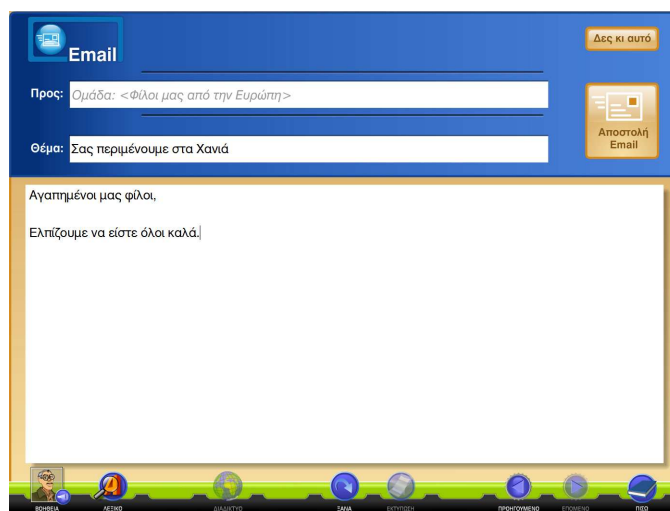 Email
Δες κι αυτό
Προς: Ομάδα: <Φίλοι μας από την Ευρώπη>
Αποστολή
Email
Θέμα: Σας περιμένουμε στα Χανιά
Αγαπημένοι μας φίλοι,
Ελπίζουμε να είστε όλοι καλά.
ΒΟΗΘΕΙΑ ΛΕΞΙΚΟ ΔΙΑΔΙΚΤΥΟ ΞΑΝΑ ΕΚΤΥΠΩΣΗ ΠΡΟΗΓΟΥΜΕΝΟ ΕΠΟΜΕΝΟ ΠΙΣΩ